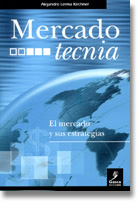 Alejandro Lerma Kirchner
Mercado
tecnia
El mercado
y sus estrategias